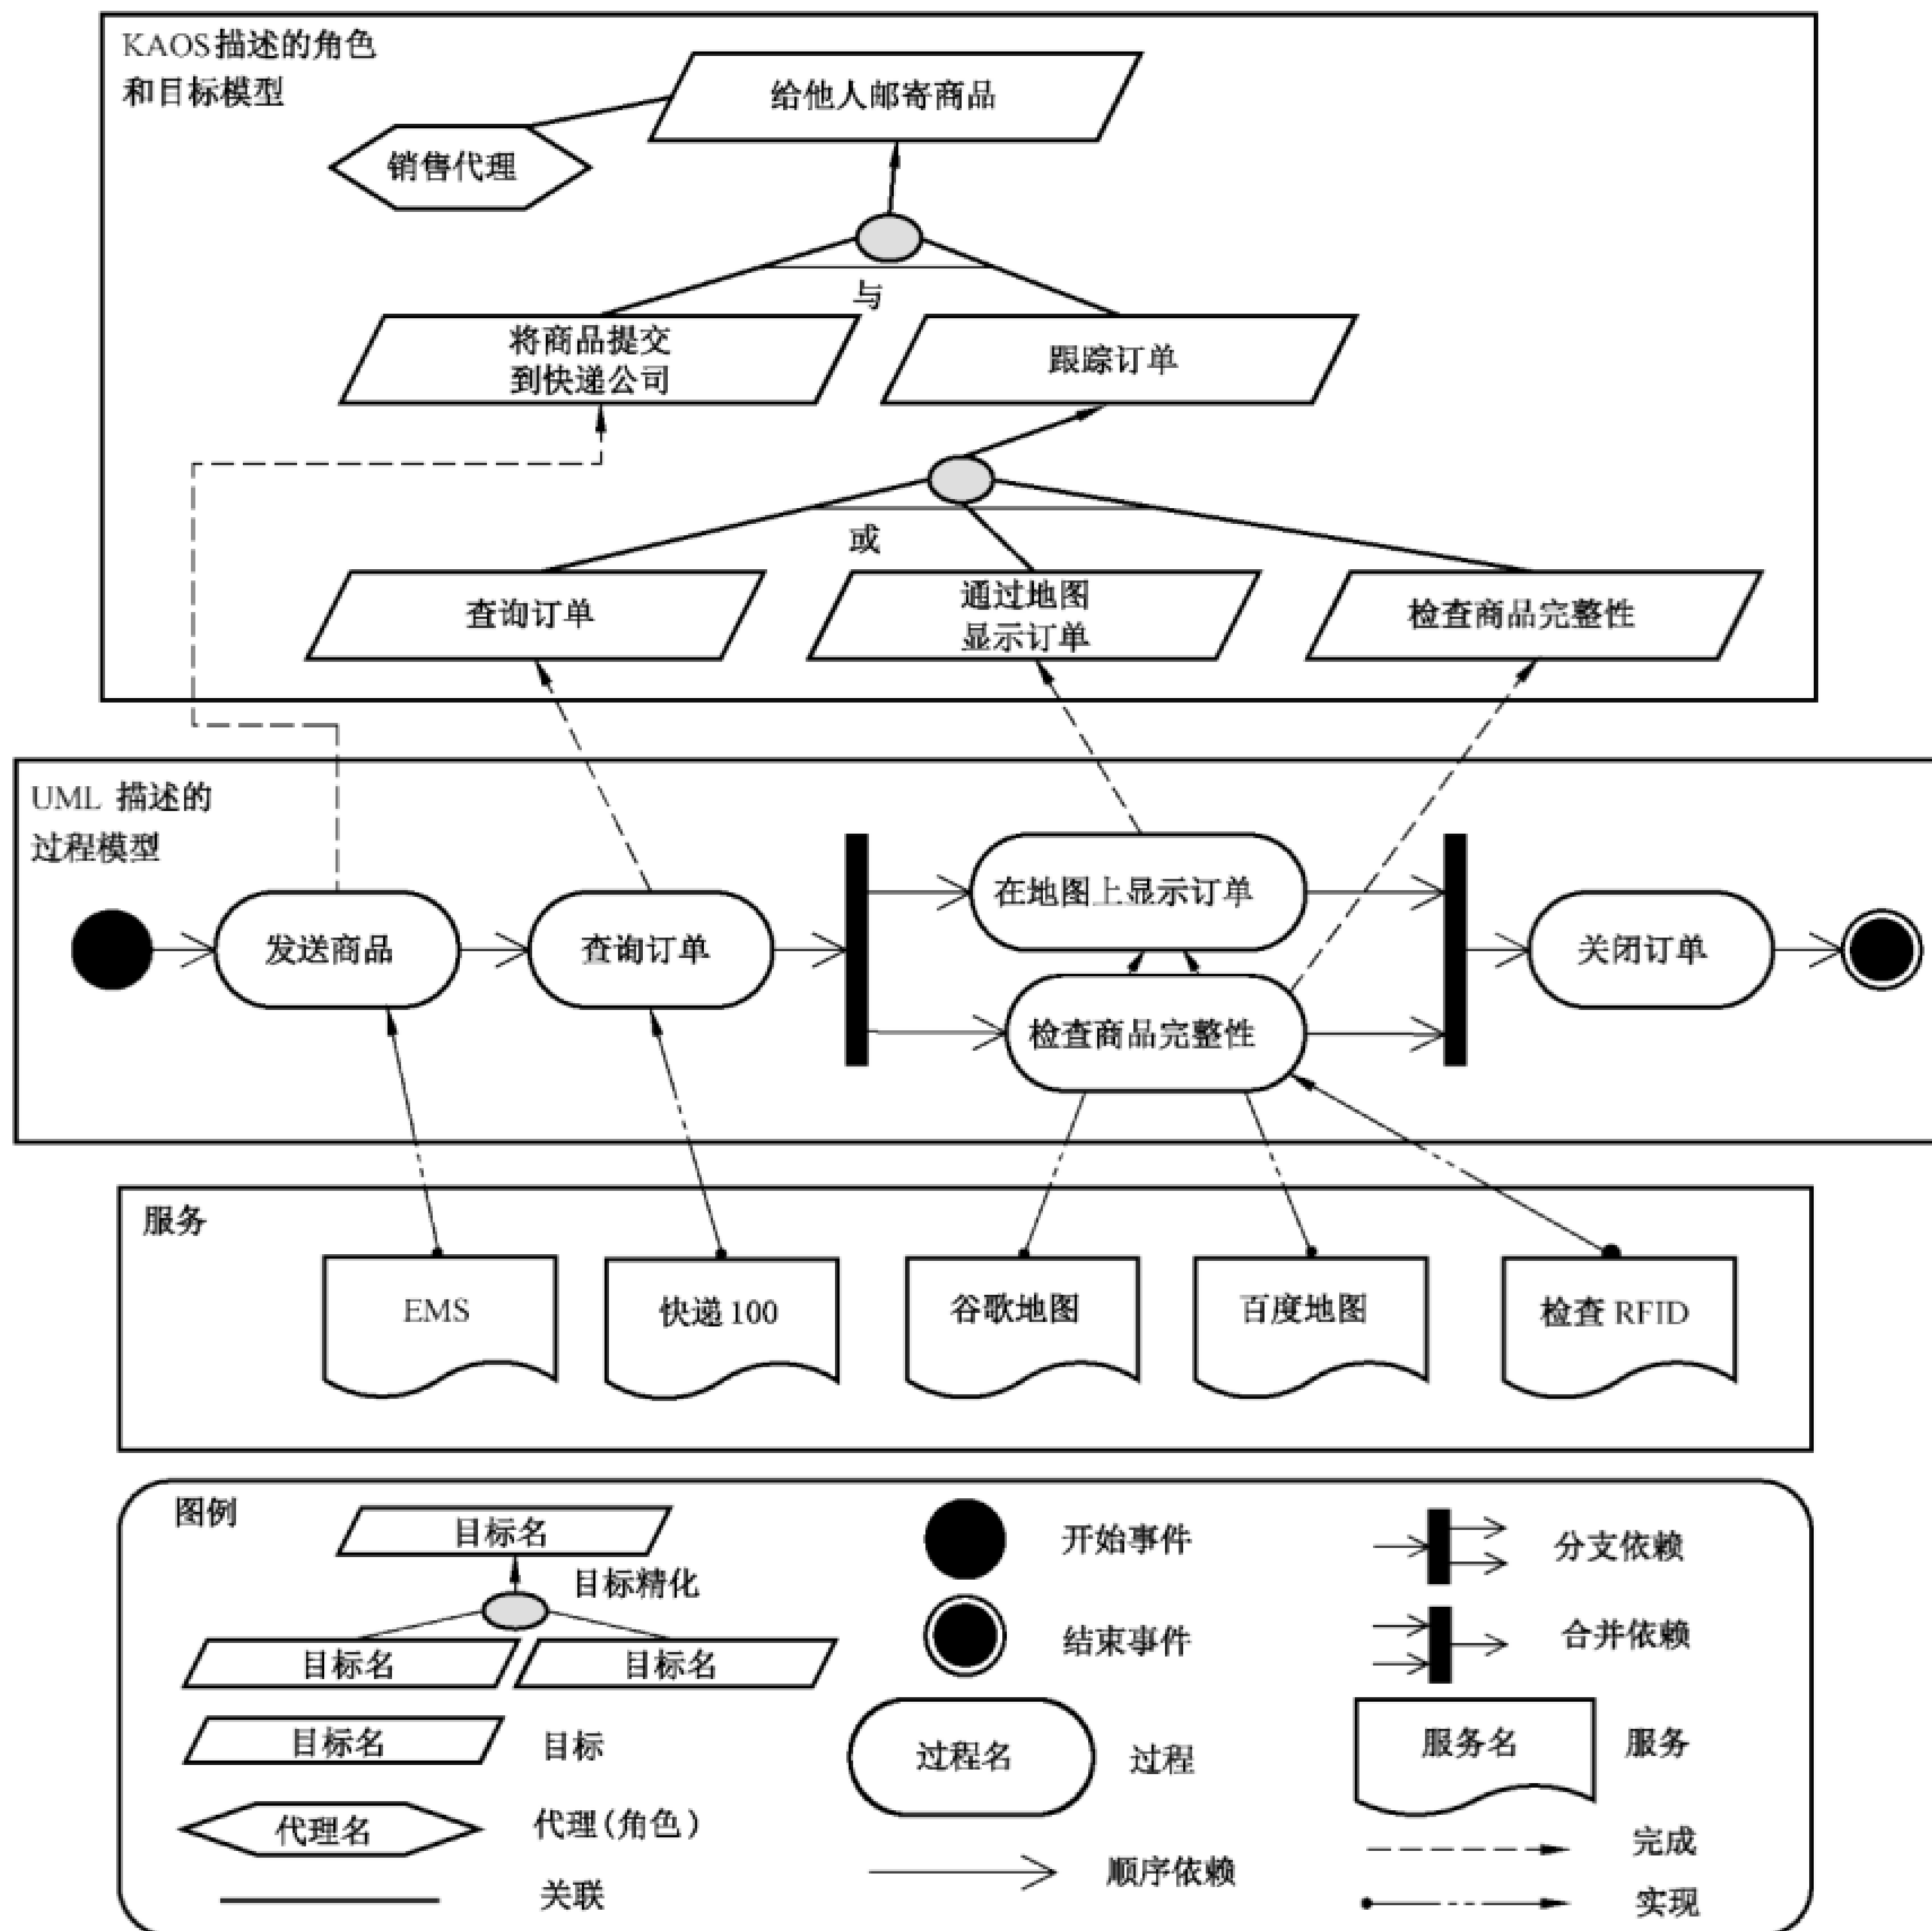 KAOS描述的角色
和目标模型
给他人邮寄商品
销售代理
与
将商品提交
到快递公司
跟踪订单
或
查询订单
通过地图
显示订单
检查商品完整性
UML 描述的
过程模型
发送商品
查询订单
在地图上显示订单
检查商品完整性
关闭订单
服务
EMS
快递100
谷歌地图
百度地图
检查RFID
图例
目标名
目标精化
目标名
目标名
目标名
目标
代理名
代理(角色)
关联
开始事件
结束事件
过程名
过程
顺序依赖
分支依赖
合并依赖
服务名
服务
完成
实现